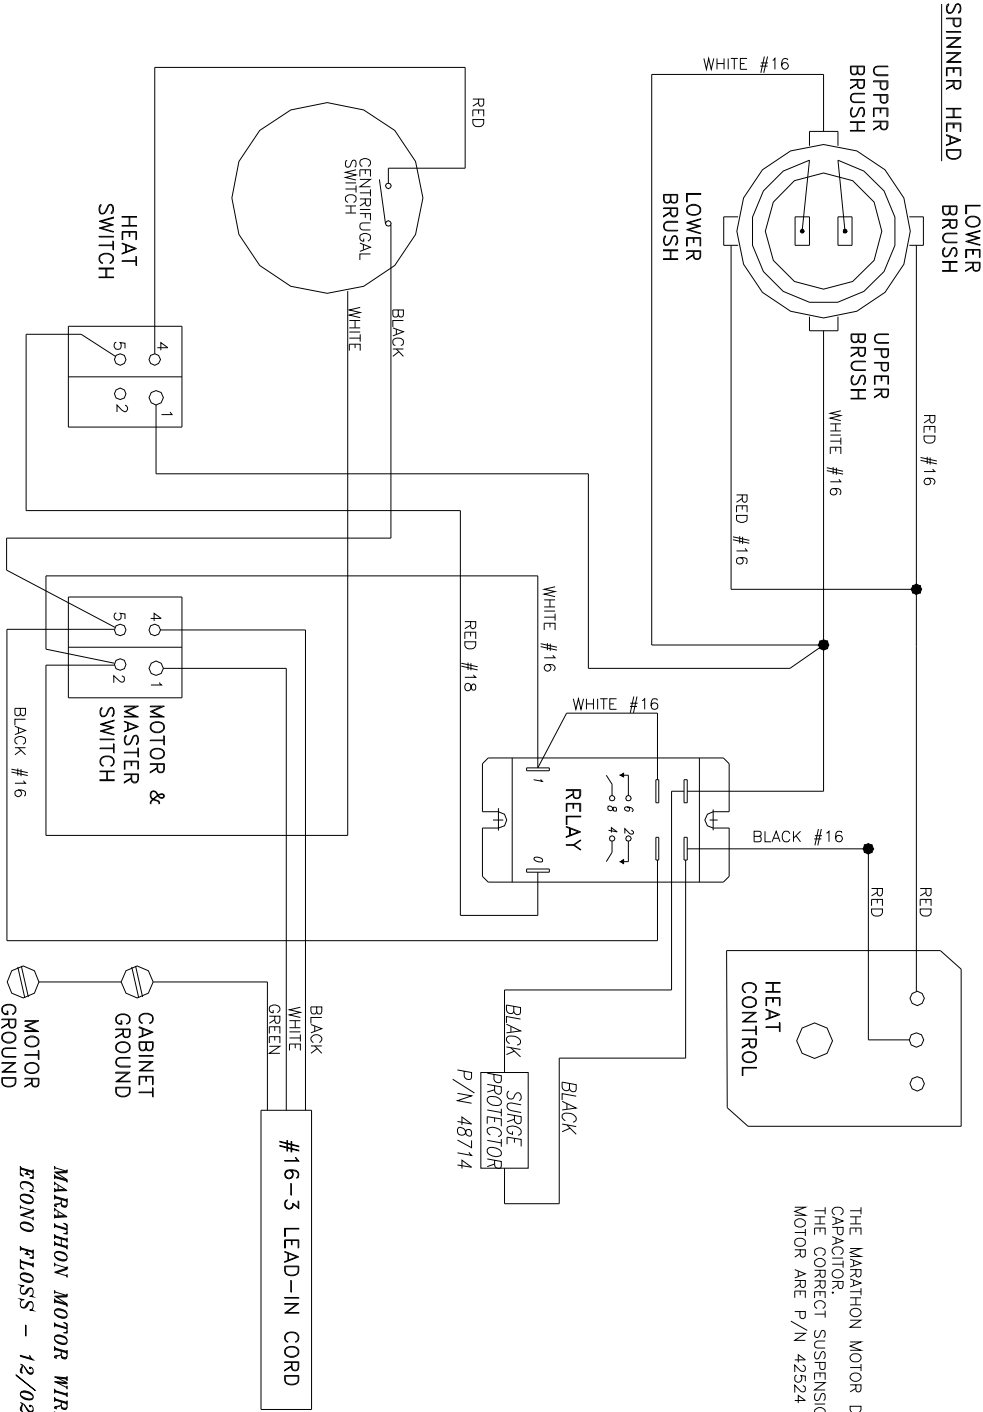 SPINNER HEAD
LOWER
BRUSH
UPPER
BRUSH
WHITE #16
LOWER
BRUSH
UPPER
BRUSH
RED #16
WHITE #16
RED #16
RED
CENTRIFUGAL
SWITCH
HEAT
SWITCH
BLACK
WHITE
4
5
1
2
WHITE #16
RED #18
WHITE #16
4
5
1
2
MOTOR &
MASTER
SWITCH
BLACK #16
RELAY
1
0
6
8
2
4
BLACK #16
RED
RED
HEAT
CONTROL
BLACK
BLACK
SURGE
PROTECTOR
P/N 48714
BLACK
WHITE
GREEN
CABINET
GROUND
MOTOR
GROUND
#16-3 LEAD-IN CORD
THE MARATHON MOTOR D
CAPACITOR.
THE CORRECT SUSPENSIO
MOTOR ARE P/N 42524
MARATHON MOTOR WIR
ECONO FLOSS - 12/02